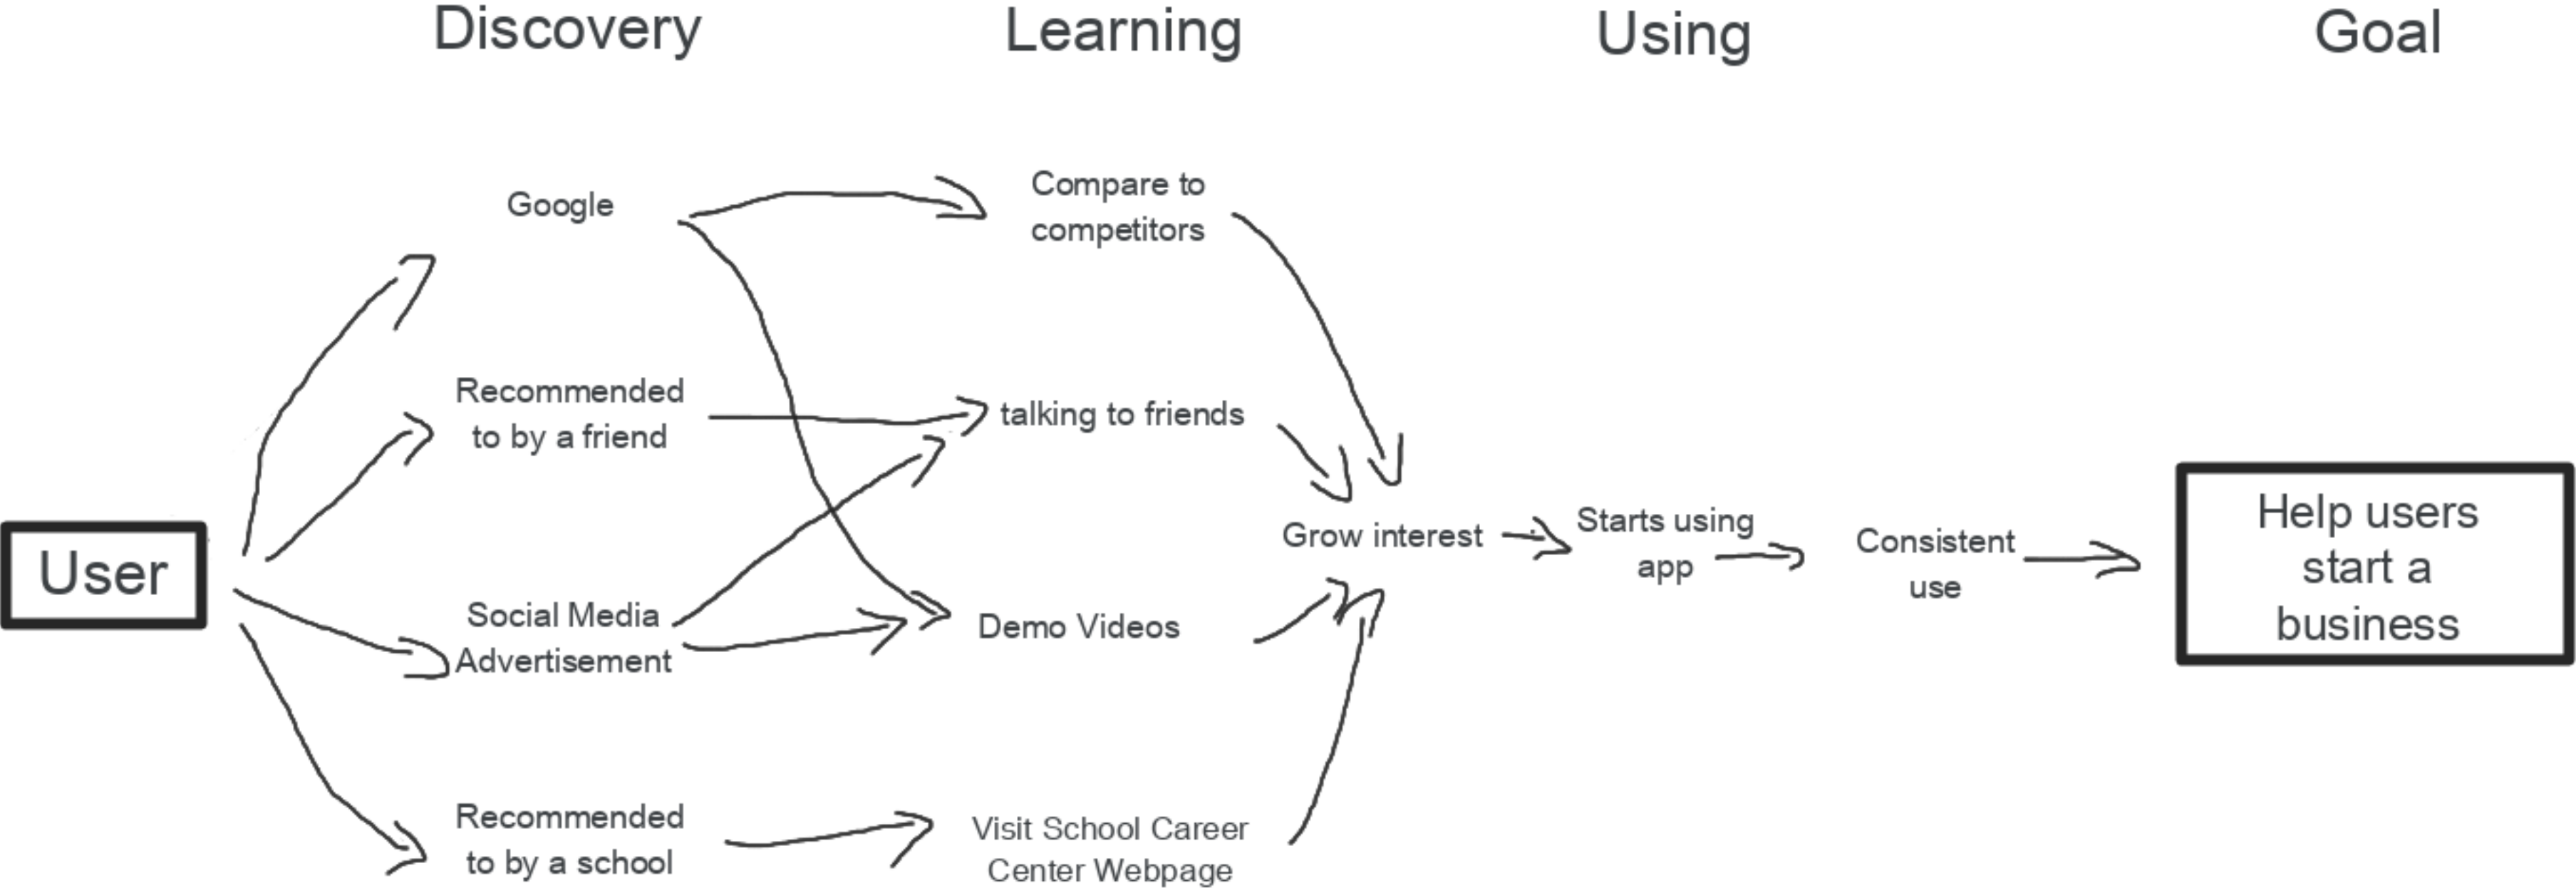 Discovery
Learning
Using
Goal
User
Google
Recommended
to by a friend
Social Media
Advertisement
Recommended
to by a school
Compare to
competitors
talking to friends
Demo Videos
Visit School Career
Center Webpage
Grow interest
Starts using
app
Consistent
use
Help users
start a
business